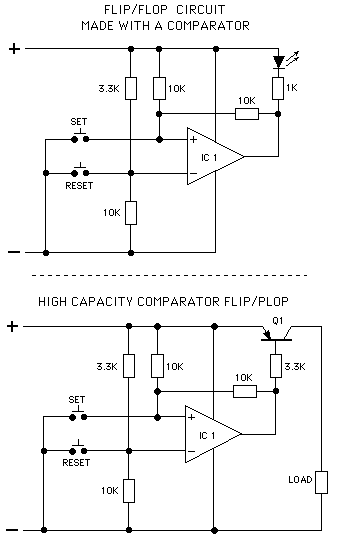 FLIP/FLOP CIRCUIT
MADE WITH A COMPARATOR
+
3.3K
10K
1K
10K
SET
+
IC 1
−
RESET
10K
−
HIGH CAPACITY COMPARATOR FLIP/PLOP
Q1
+
3.3K
10K
3.3K
10K
SET
+
IC 1
−
RESET
LOAD
10K
−